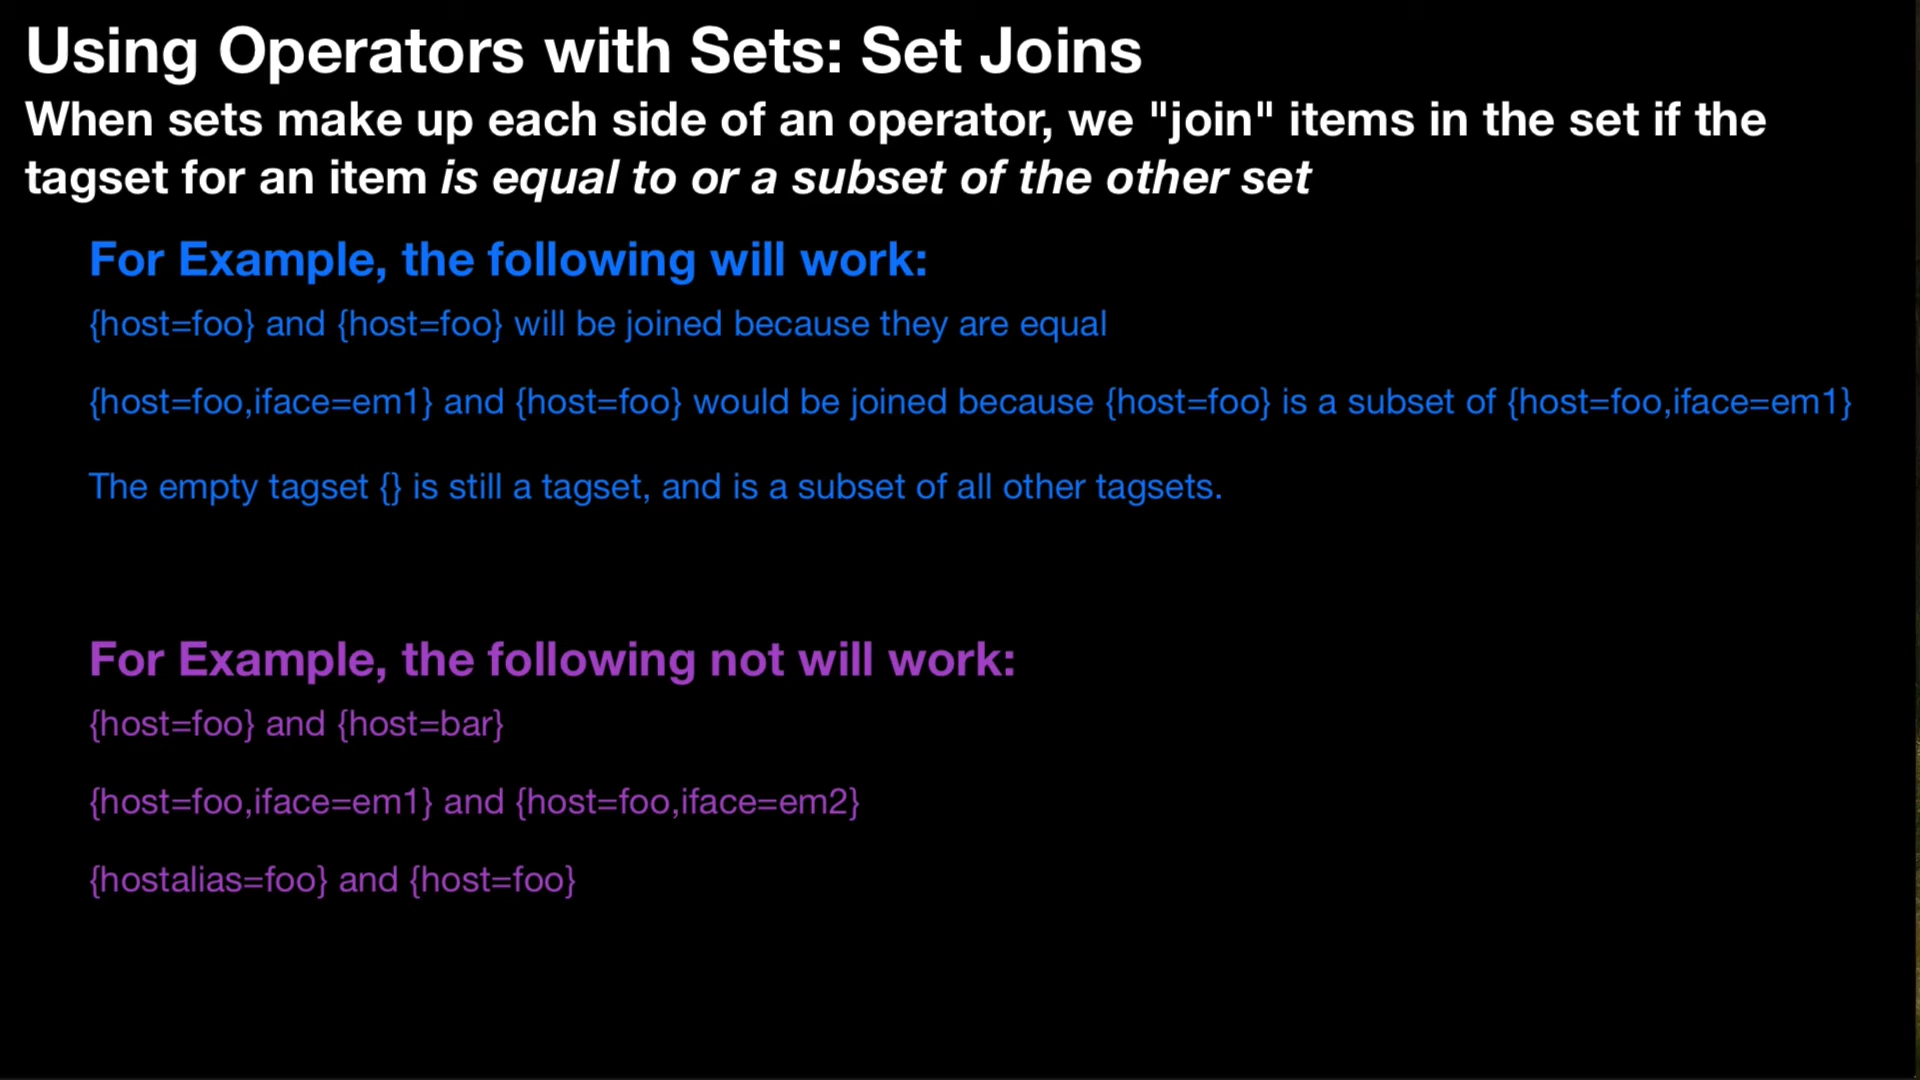 Using Operators with Sets: Set Joins
When sets make up each side of an operator, we "join" items in the set if the
tagset for an item is equal to or a subset of the other set
For Example, the following will work:
{host=foo} and {host=foo} will be joined because they are equal
{host=foo,iface=em1} and {host=foo} would be joined because {host=foo} is a subset of {host=foo,iface=em1}
The empty tagset {} is still a tagset, and is a subset of all other tagsets.
For Example, the following not will work:
{host=foo} and {host=bar}
{host=foo,iface=em1} and {host=foo,iface=em2}
{hostalias=foo} and {host=foo}